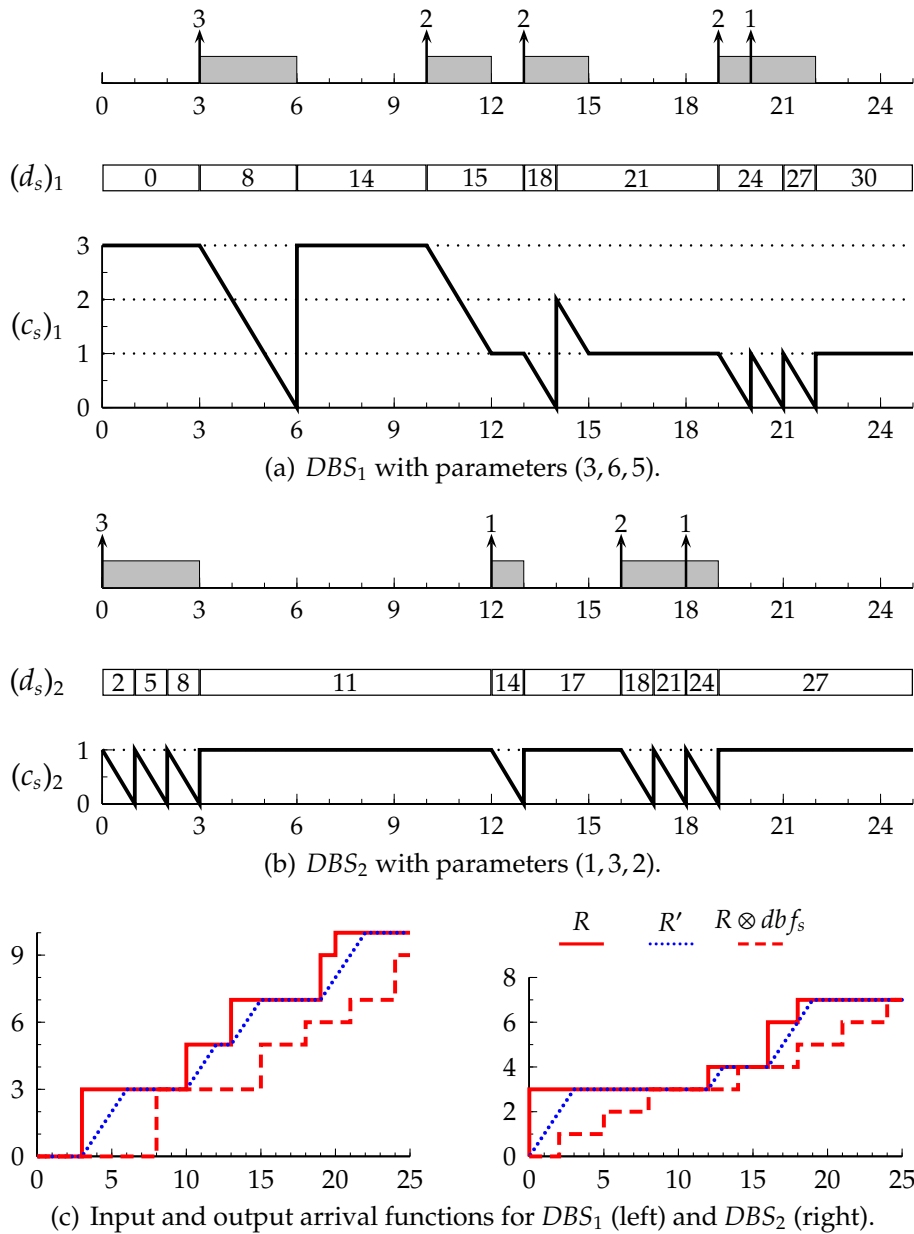 3 2 2 2 1
0 3 6 9 12 15 18 21 24
(d_s)_1 0 8 14 15 18 21 24 27 30
3
2
(c_s)_1
1
0
0 3 6 9 12 15 18 21 24
(a) DBS_1 with parameters (3, 6, 5).
3 1 2 1
0 3 6 9 12 15 18 21 24
(d_s)_2 2 5 8 11 14 17 18 21 24 27
1
(c_s)_2
0
0 3 6 9 12 15 18 21 24
(b) DBS_2 with parameters (1, 3, 2).
R R′ R ⊗ dbf_s
9
6
3
0
0 5 10 15 20 25
8
6
4
2
0
0 5 10 15 20 25
(c) Input and output arrival functions for DBS_1 (left) and DBS_2 (right).